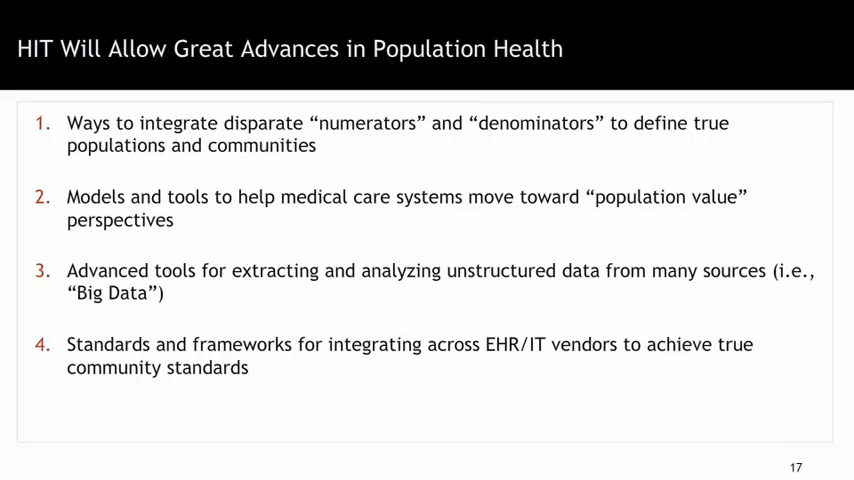 HIT Will Allow Great Advances in Population Health
1. Ways to integrate disparate “numerators” and “denominators” to define true
populations and communities
2. Models and tools to help medical care systems move toward “population value”
perspectives
3. Advanced tools for extracting and analyzing unstructured data from many sources (i.e.,
“Big Data”)
4. Standards and frameworks for integrating across EHR/IT vendors to achieve true
community standards
17